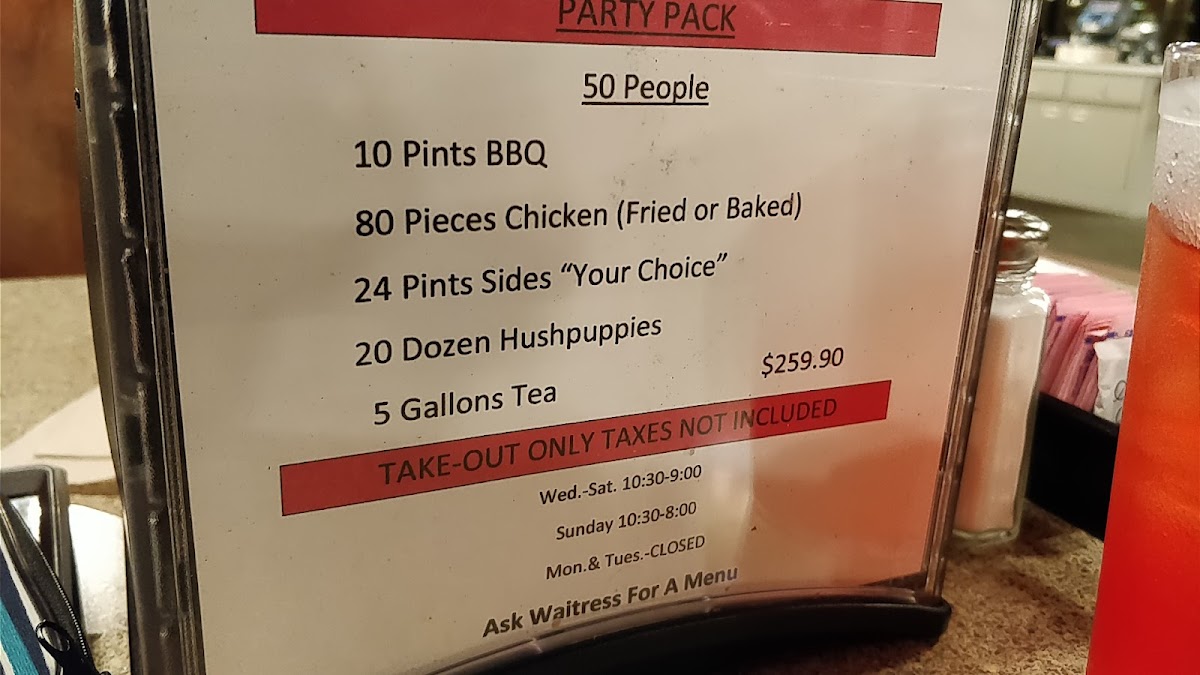 PARTY PACK
50 People
10 Pints BBQ
80 Pieces Chicken (Fried or Baked)
24 Pints Sides “Your Choice”
20 Dozen Hushpuppies
5 Gallons Tea $259.90
TAKE-OUT ONLY TAXES NOT INCLUDED
Wed.-Sat. 10:30-9:00
Sunday 10:30-8:00
Mon.& Tues.-CLOSED
Ask Waitress For A Menu